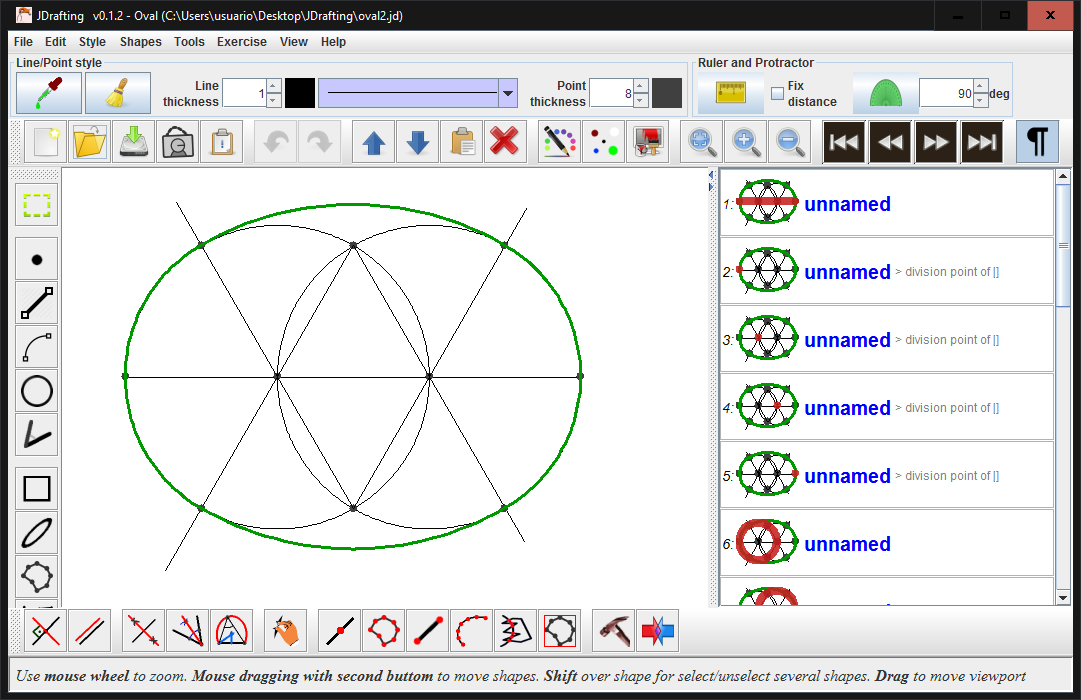 JDrafting v0.1.2 - Oval (C:\Users\usuario\Desktop\JDrafting\oval2.jd)
File Edit Style Shapes Tools Exercise View Help
Line/Point style
Ruler and Protractor
Line thickness 1
Point thickness 8
Fix distance
90 deg
1: unnamed
2: unnamed > division point of []
3: unnamed > division point of []
4: unnamed > division point of []
5: unnamed > division point of []
6: unnamed
Use mouse wheel to zoom. Mouse dragging with second buttom to move shapes. Shift over shape for select/unselect several shapes. Drag to move viewport